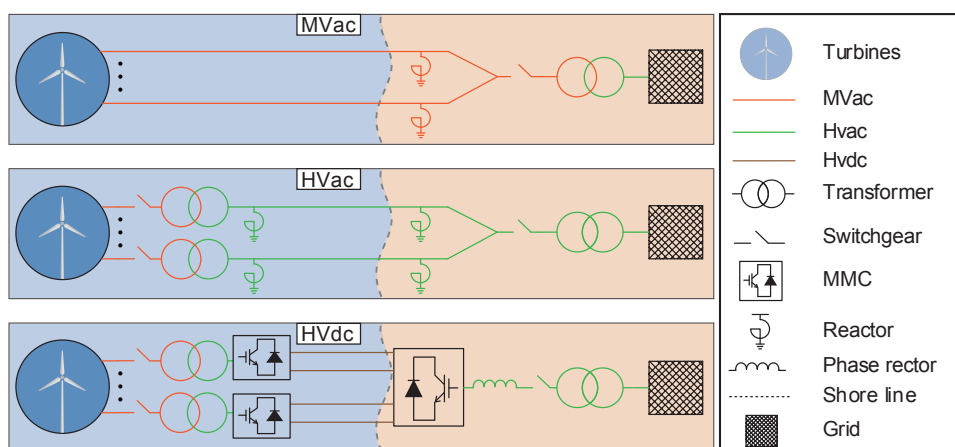 MVac
HVac
HVdc
Turbines
MVac
Hvac
Hvdc
Transformer
Switchgear
MMC
Reactor
Phase rector
Shore line
Grid